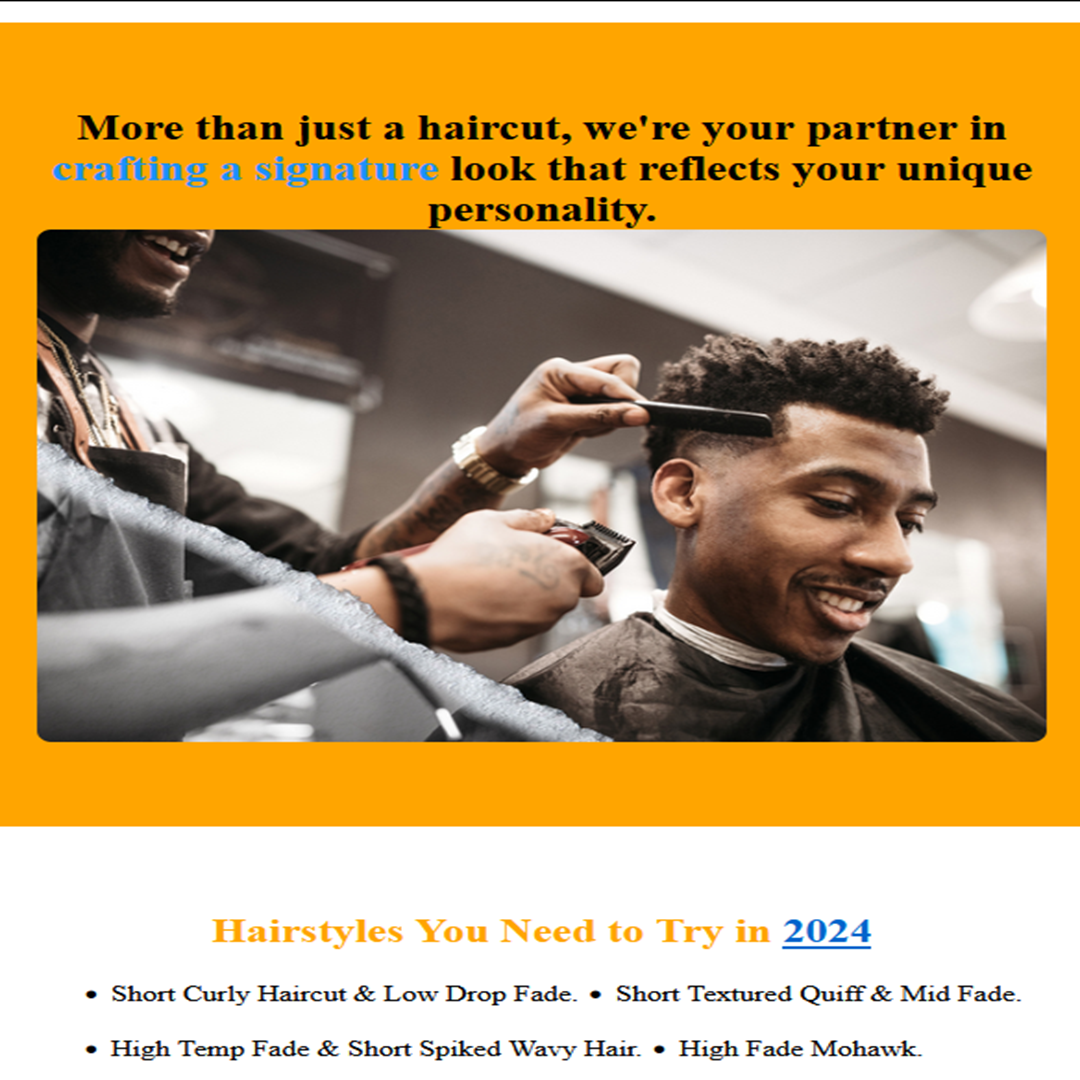 More than just a haircut, we're your partner in
crafting a signature look that reflects your unique
personality.
Hairstyles You Need to Try in 2024
• Short Curly Haircut & Low Drop Fade. • Short Textured Quiff & Mid Fade.
• High Temp Fade & Short Spiked Wavy Hair. • High Fade Mohawk.